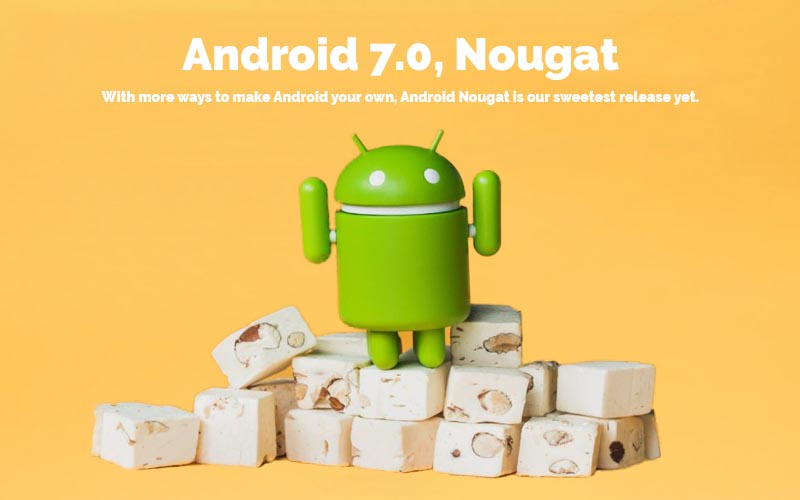 Android 7.0, Nougat
With more ways to make Android your own, Android Nougat is our sweetest release yet.